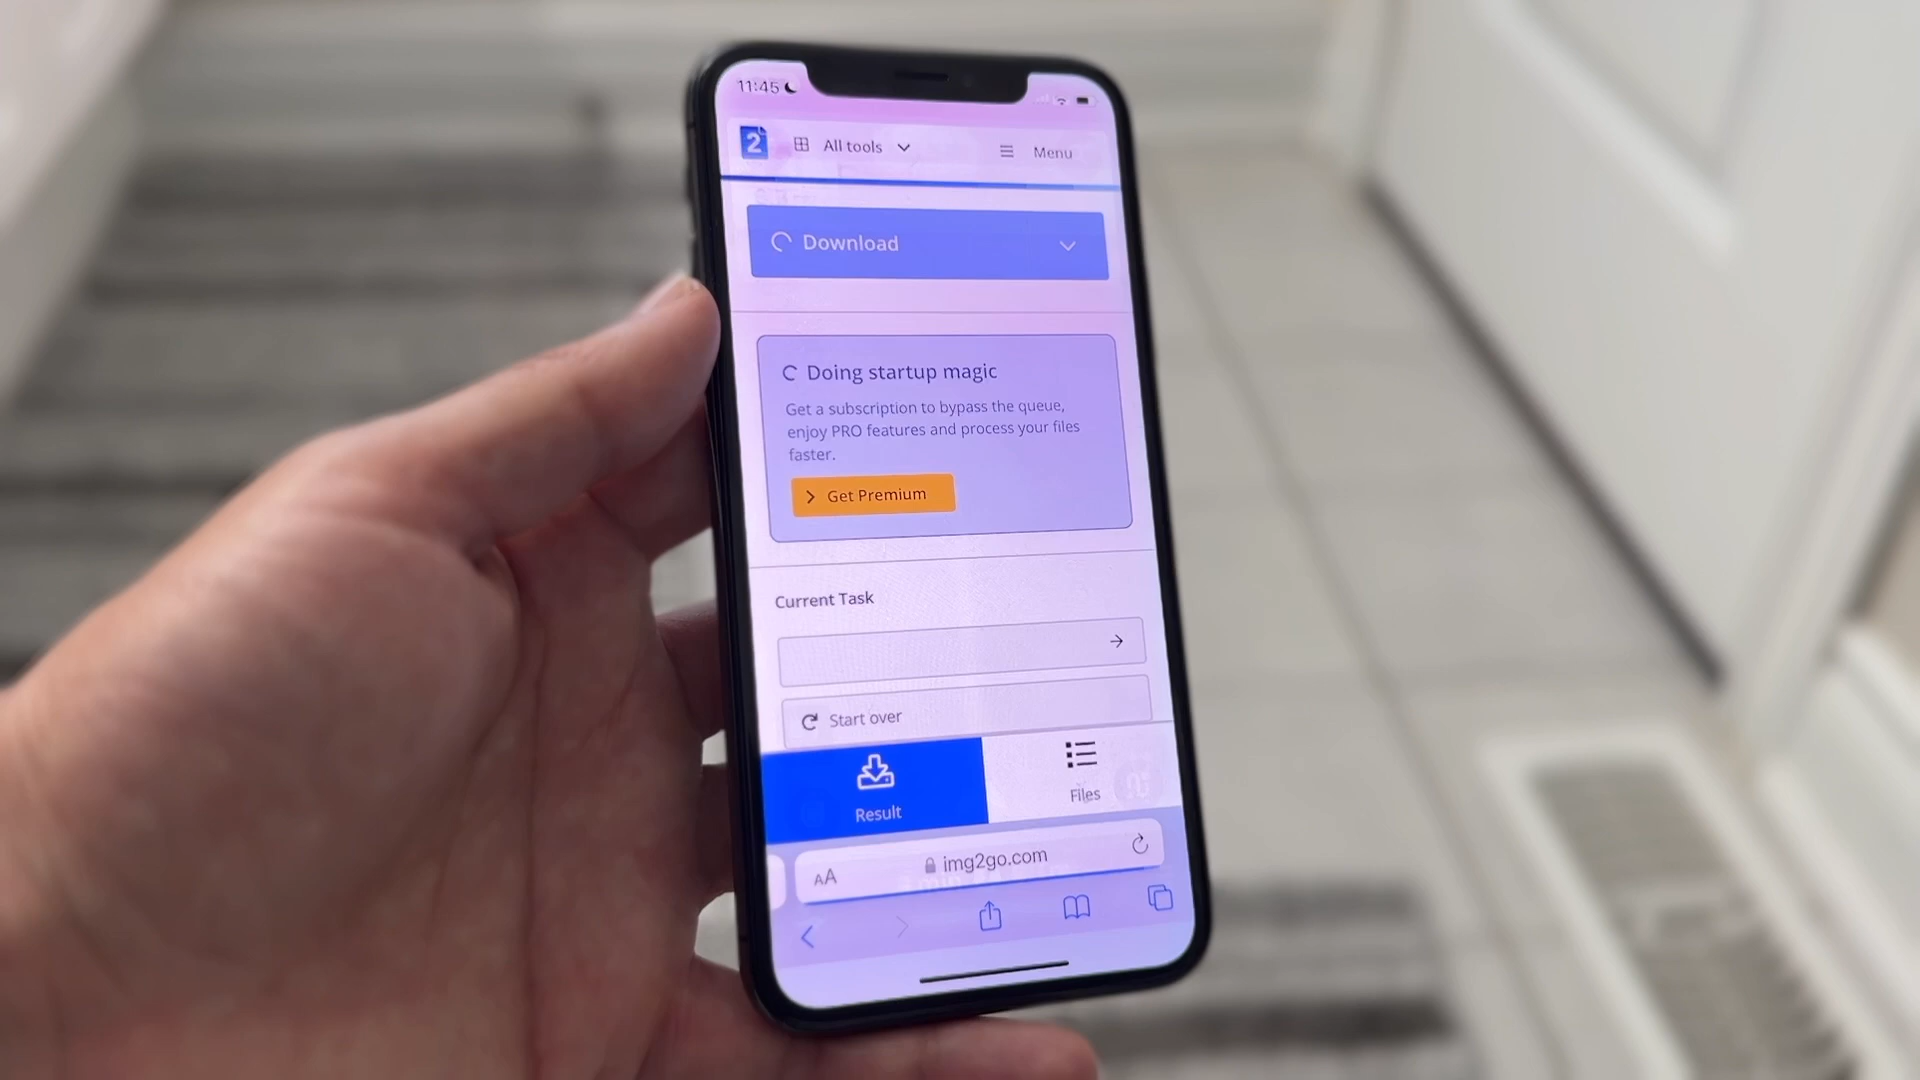 11:45
2 All tools Menu
Download
Doing startup magic
Get a subscription to bypass the queue,
enjoy PRO features and process your files
faster.
Get Premium
Current Task
Start over
Result Files
AA img2go.com